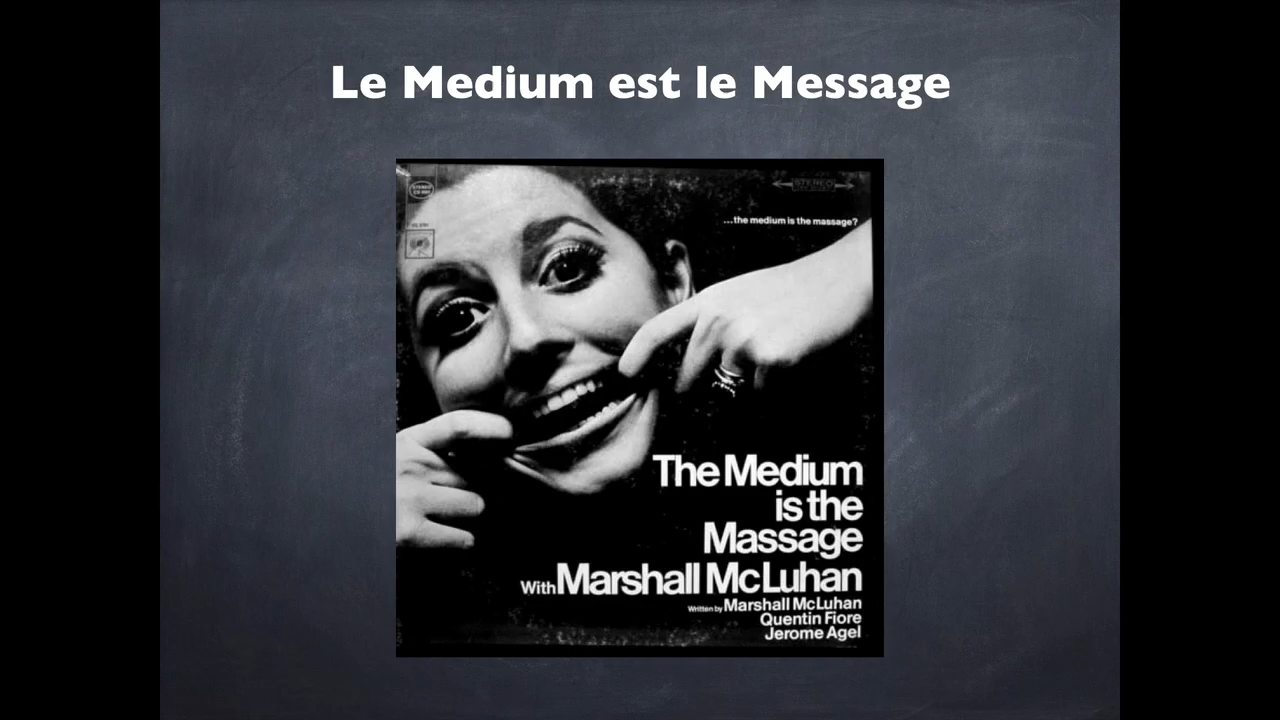 Le Medium est le Message
STEREO
STEREO
...the medium is the massage?
The Medium
is the
Massage
With Marshall McLuhan
Written by Marshall McLuhan
Quentin Fiore
Jerome Agel